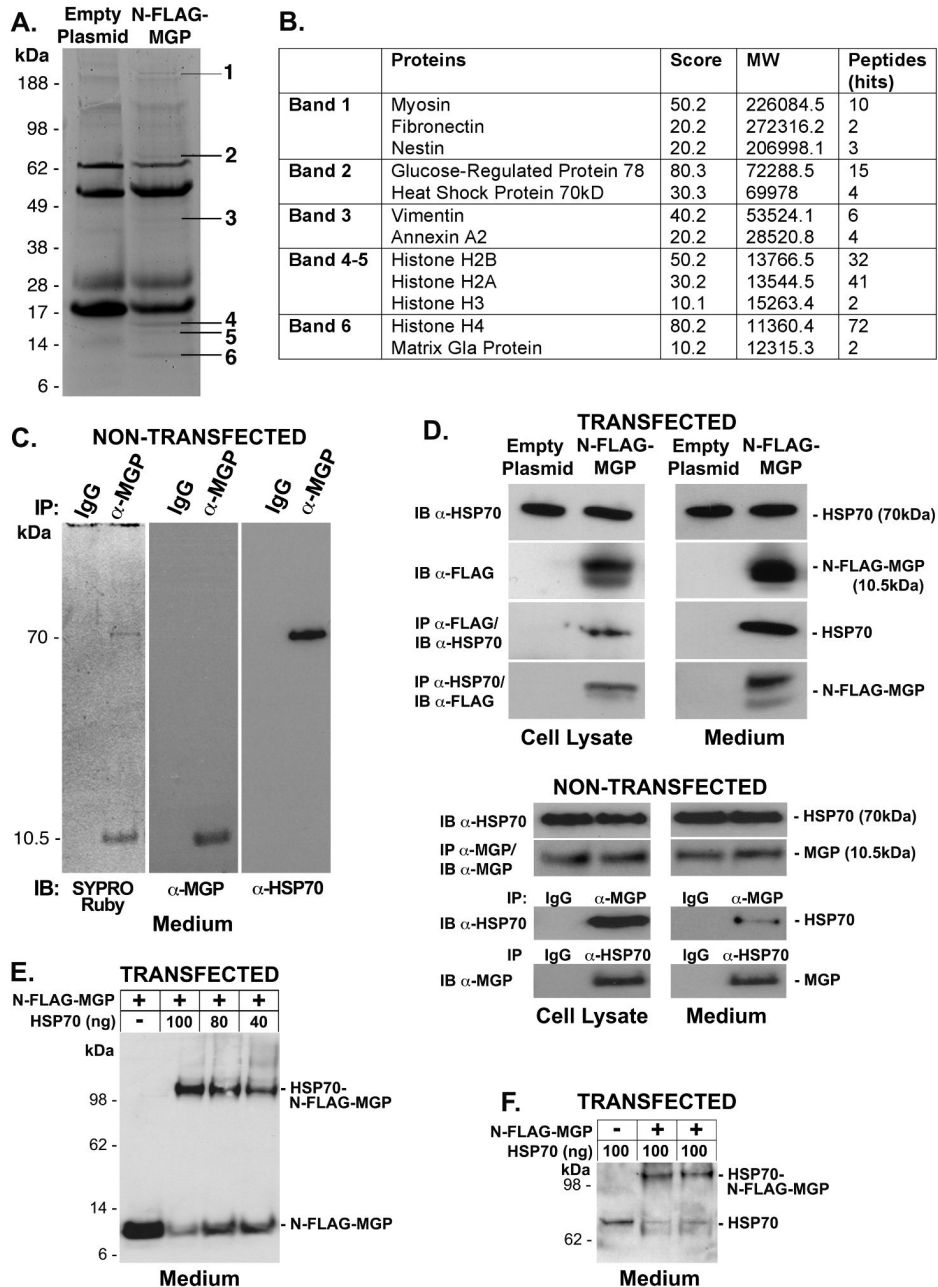 A.
Empty Plasmid
N-FLAG-MGP
kDa
188 -
98 -
62 -
49 -
38 -
28 -
17 -
14 -
6 -
1
2
3
4
5
6
B.
Proteins Score MW Peptides (hits)
Band 1 Myosin 50.2 226084.5 10
Fibronectin 20.2 272316.2 2
Nestin 20.2 206998.1 3
Band 2 Glucose-Regulated Protein 78 80.3 72288.5 15
Heat Shock Protein 70kD 30.3 69978 4
Band 3 Vimentin 40.2 53524.1 6
Annexin A2 20.2 28520.8 4
Band 4-5 Histone H2B 50.2 13766.5 32
Histone H2A 30.2 13544.5 41
Histone H3 10.1 15263.4 2
Band 6 Histone H4 80.2 11360.4 72
Matrix Gla Protein 10.2 12315.3 2
C.
NON-TRANSFECTED
IP: IgG α-MGP IgG α-MGP IgG α-MGP
kDa
70 -
10.5 -
IB: SYPRO Ruby α-MGP α-HSP70
Medium
D.
TRANSFECTED
Empty Plasmid N-FLAG-MGP Empty Plasmid N-FLAG-MGP
IB α-HSP70 - HSP70 (70kDa)
IB α-FLAG - N-FLAG-MGP (10.5kDa)
IP α-FLAG/ IB α-HSP70 - HSP70
IP α-HSP70/ IB α-FLAG - N-FLAG-MGP
Cell Lysate Medium
NON-TRANSFECTED
IB α-HSP70 - HSP70 (70kDa)
IP α-MGP/ IB α-MGP - MGP (10.5kDa)
IP: IgG α-MGP IgG α-MGP
IB α-HSP70 - HSP70
IP IgG α-HSP70 IgG α-HSP70
IB α-MGP - MGP
Cell Lysate Medium
E.
TRANSFECTED
N-FLAG-MGP + + + +
HSP70 (ng) - 100 80 40
kDa
98 -
62 -
14 -
6 -
- HSP70-N-FLAG-MGP
- N-FLAG-MGP
Medium
F.
TRANSFECTED
N-FLAG-MGP - + +
HSP70 (ng) 100 100 100
kDa
98 -
62 -
- HSP70-N-FLAG-MGP
- HSP70
Medium